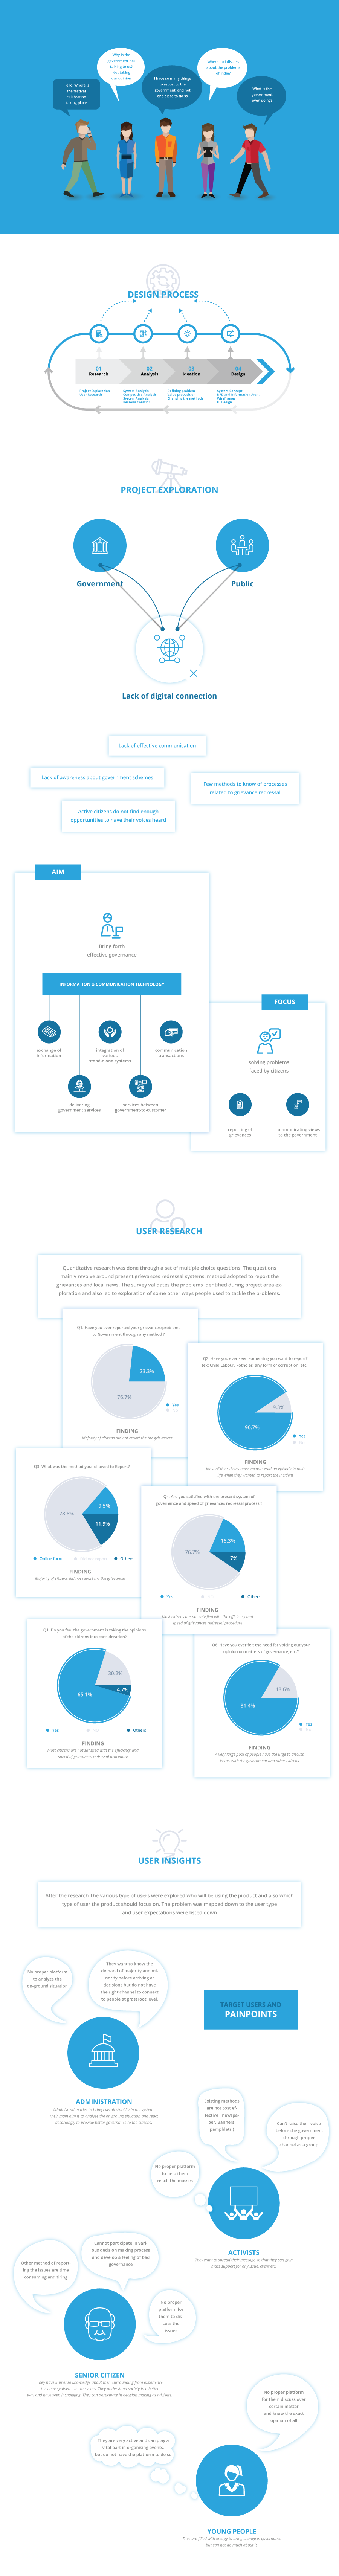 Hello! Where is
the festival
celebration
taking place
Why is the
government not
talking to us?
Not taking
our opinion
I have so many things
to report to the
government, and not
one place to do so
Where do I discuss
about the problems
of India?
What is the
government
even doing?
DESIGN PROCESS
01
Research
02
Analysis
03
Ideation
04
Design
Project Exploration
User Research
System Analysis
Competitive Analysis
System Analysis
Persona Creation
Defining problem
Value proposition
Changing the methods
System Concept
Wireframes
UI Design
PROJECT EXPLORATION
Government
Public
Lack of digital connection
Lack of effective communication
Lack of awareness about government schemes
Few methods to know of processes
related to grievance redressal
Active citizens do not find enough
opportunities to have their voices heard
AIM
Bring forth
effective governance
INFORMATION & COMMUNICATION TECHNOLOGY
exchange of
information
integration of
various
stand-alone systems
communication
transactions
delivering
government services
services between
government-to-customer
FOCUS
solving problems
faced by citizens
reporting of
grievances
communicating views
to the government
USER RESEARCH
Quantitative research was done through a set of multiple choice questions. The questions
mainly revolve around present grievances redressal systems, method adopted to report the
grievances and local news. The survey validates the problems identified during project area ex-
ploration and also led to exploration of some other ways people used to tackle the problems.
Q1. Have you ever reported your grievances/problems
to Government through any method ?
23.3%
76.7%
Yes
FINDING
Majority of citizens did not report the the grievances
Q2. Have you ever seen something you want to report?
(ex: Child Labour, Potholes, any form of corruption, etc.)
9.3%
90.7%
Yes
FINDING
Most of the citizens have encountered an episode in their
life when they wanted to report the incident
Q3. What was the method you followed to Report?
78.6%
9.5%
11.9%
Online Form
Others
FINDING
Majority of citizens did not report the the grievances
Q4. Are you satisfied with the present system of
governance and speed of grievances redressal process ?
76.7%
16.3%
7%
Yes
Others
FINDING
Most citizens are not satisfied with the efficiency and
speed of grievances redressal procedure
Q1. Do you feel the government is taking the opinions
of the citizens into consideration?
30.2%
4.7%
65.1%
Yes
Others
FINDING
Most citizens are not satisfied with the efficiency and
speed of grievances redressal procedure
Q6. Have you ever felt the need for voicing out your
opinion on matters of governance, etc.?
18.6%
81.4%
Yes
FINDING
A very large part of people have the urge to discuss
issues with the government and other citizens
USER INSIGHTS
After the research The various type of users were explored who will be using the product and also which
type of user the product should focus on. The problem was mapped down to the user type
and user expectations were listed down
No proper platform
to analyze the
on-ground situation
They want to know the
demand of majority and mi-
nority before arriving at
decisions but do not have
the right channel to connect
to people at grassroot level.
TARGET USERS AND
PAINPOINTS
ADMINISTRATION
Administration tries to bring overall stability in the system.
Their main aim is to analyze the on ground situation and react
accordingly to provide better governance to the citizens.
Existing methods
are not cost ef-
fective ( newspa
per, Banners,
pamphlets )
Can't raise their voice
before the government
through proper
channel as a group
No proper platform
to help them
reach the masses
ACTIVISTS
They want to spread their message so that they can gain
mass support for any issue, event etc.
Other method of report-
ing the issues are time
consuming and tiring
Cannot participate in vari
ous decision making process
and develop a feeling of bad
governance
No proper
platform for
them to dis-
cuss the
issues
SENIOR CITIZEN
They have immense knowledge about their surrounding from experience
they have gained over the years. They understand society in a better
way and have seen it changing. They can participate in decision making as advisors.
No proper platform
for them discuss over
certain matter
and know the exact
opinion of all
They are very active and can play a
vital part in organising events,
but do not have the platform to do so
YOUNG PEOPLE
They are filled with energy to bring change in government
but can not do much about it